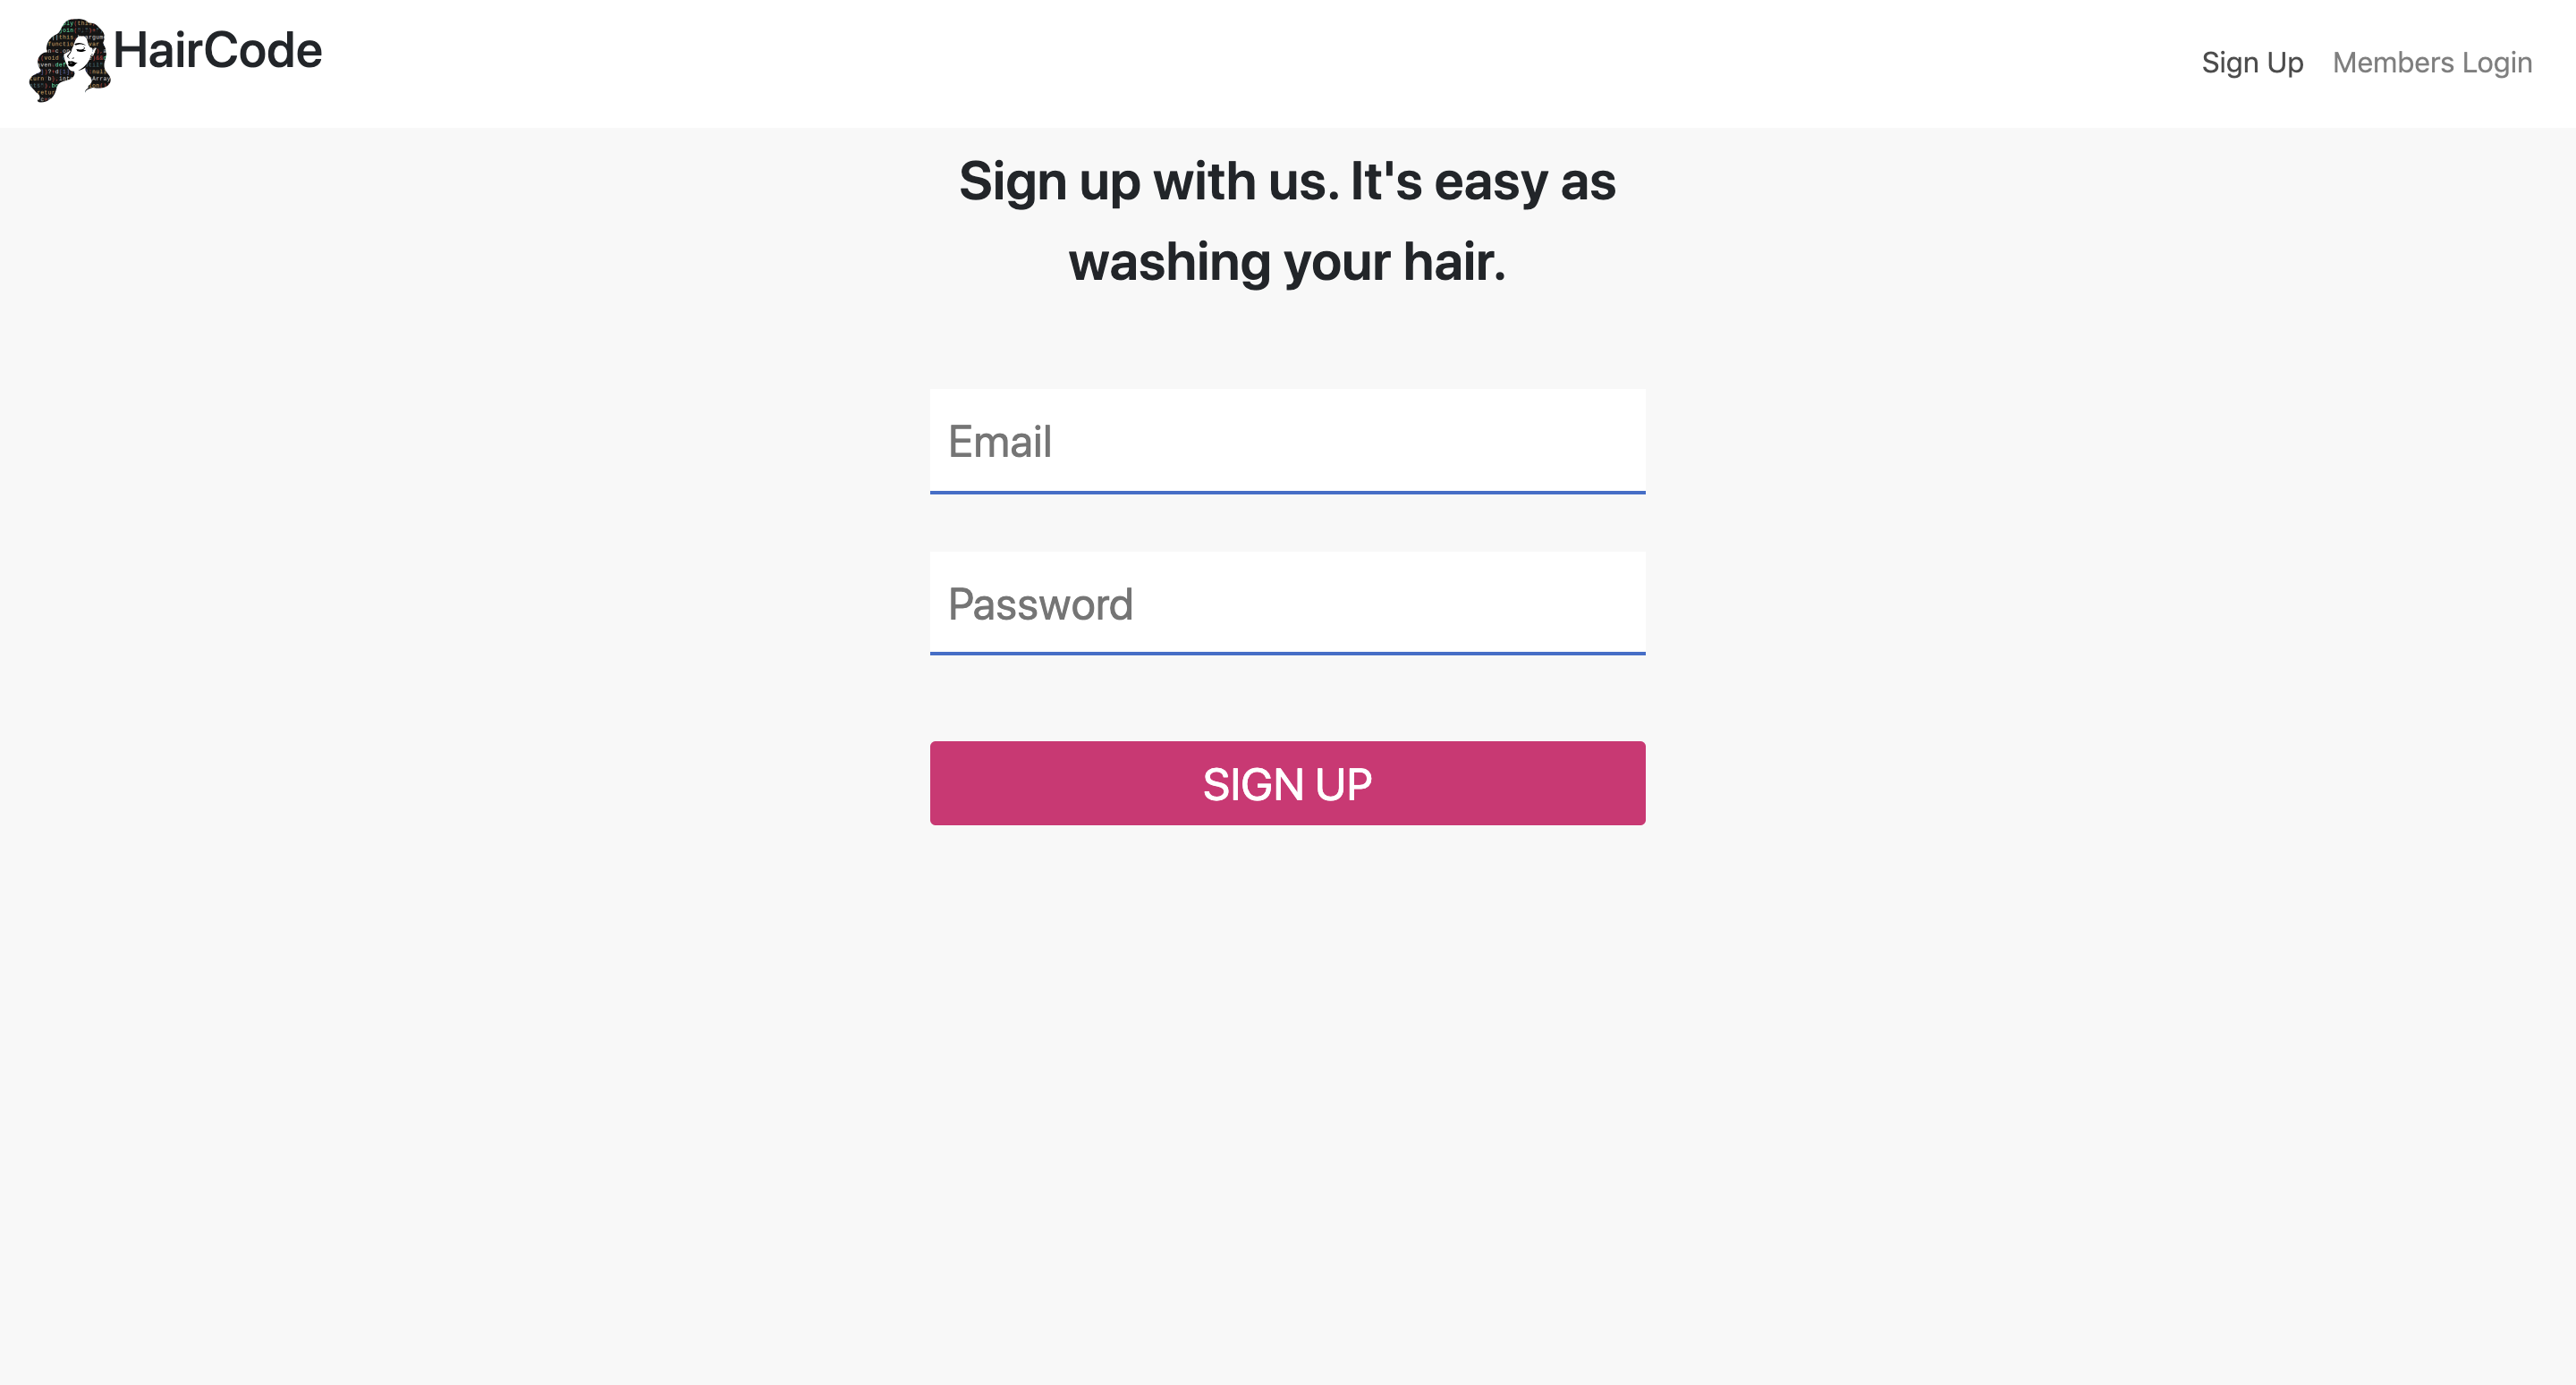 HairCode
Sign Up
Members Login
Sign up with us. It's easy as
washing your hair.
Email
Password
SIGN UP